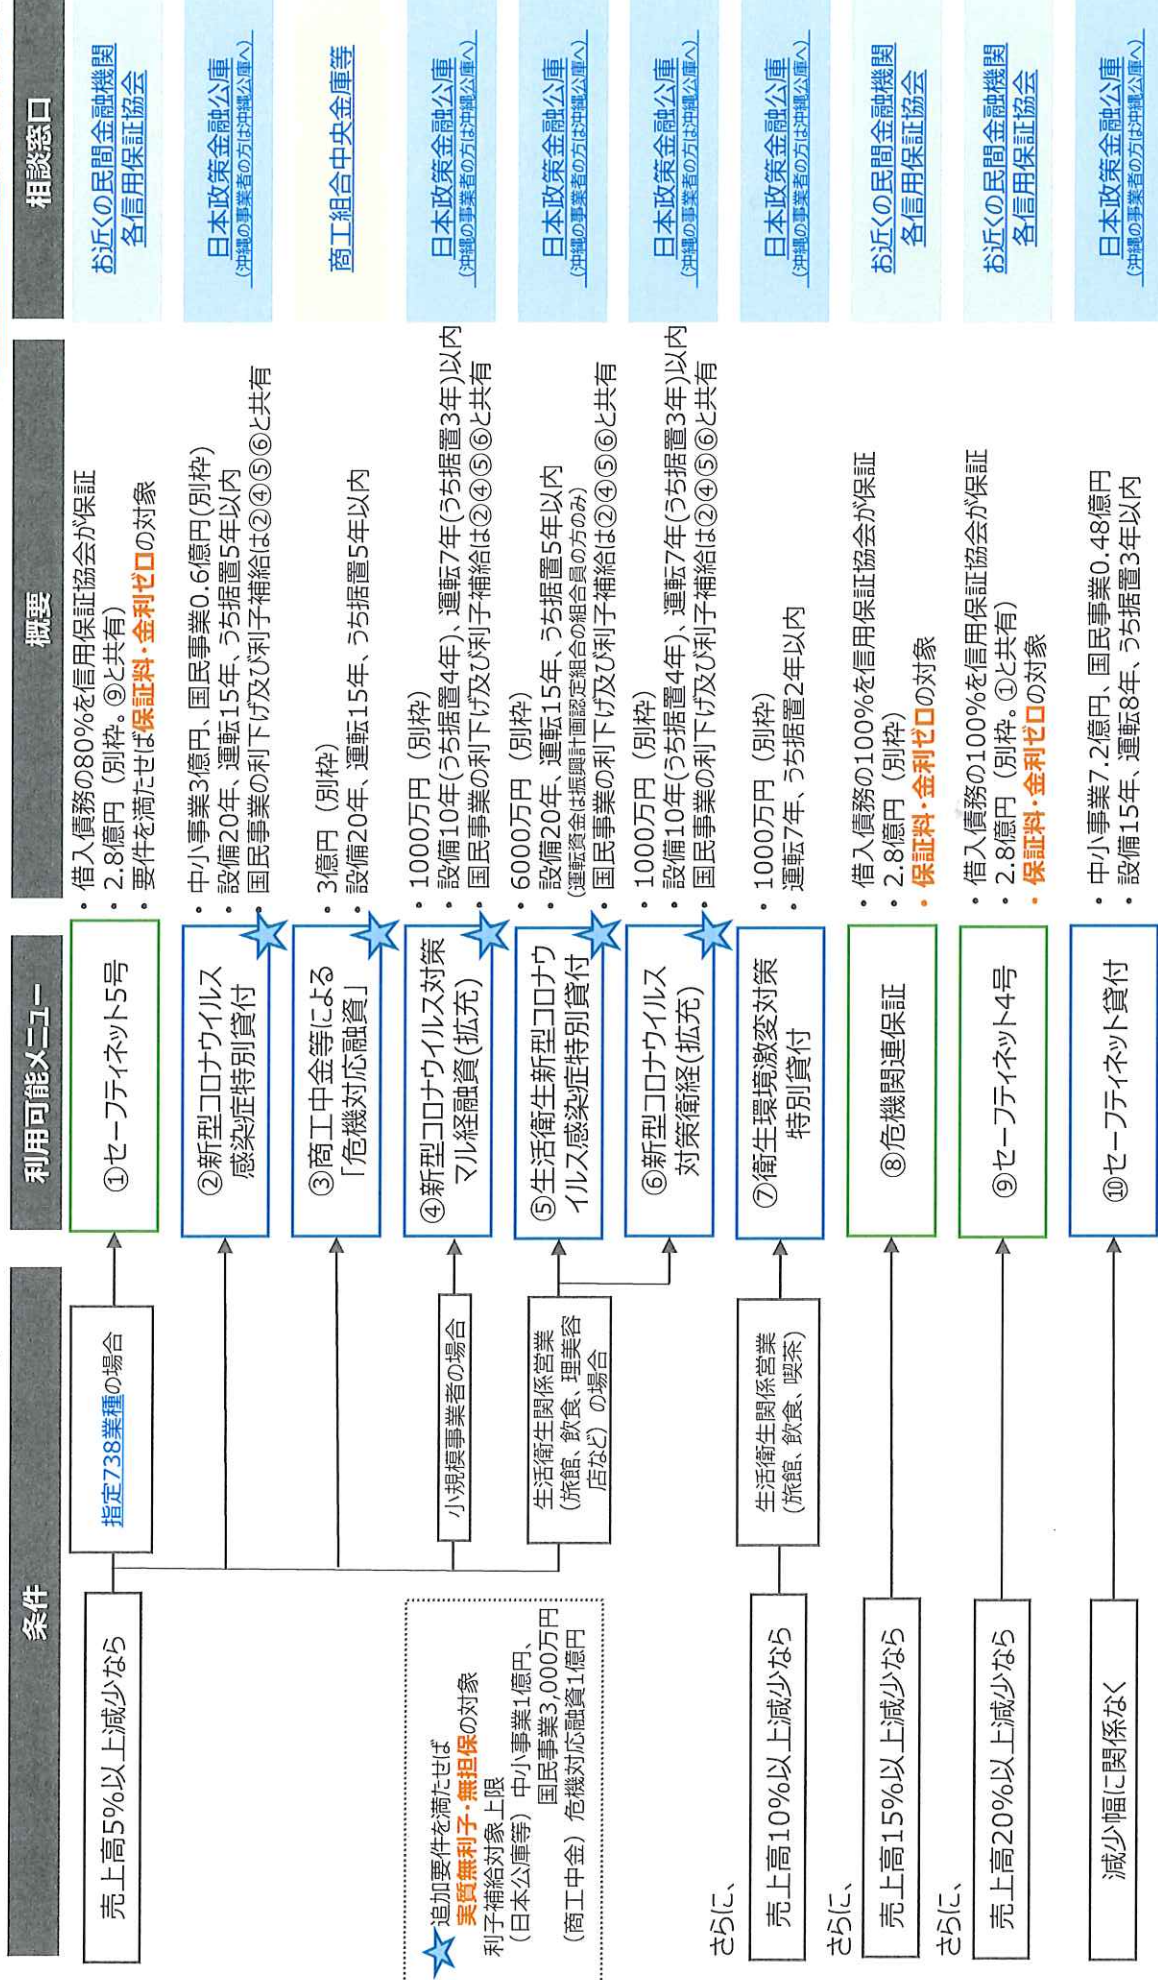 条件
利用可能メニュー
概要
相談窓口
売上高5%以上減少なら
指定738業種の場合
①セーフティネット5号
・借入債務の80%を信用保証協会が保証
・2.8億円（別枠。⑨と共有）
・要件を満たせば保証料・金利ゼロの対象
お近くの民間金融機関
各信用保証協会
②新型コロナウイルス
感染症特別貸付
・中小事業3億円、国民事業0.6億円(別枠)
・設備20年、運転15年、うち据置5年以内
・国民事業の利下げ及び利子補給は②④⑤⑥と共有
日本政策金融公庫
（沖縄の事業者の方は沖縄公庫へ）
③商工中金等による
「危機対応融資」
・3億円（別枠）
・設備20年、運転15年、うち据置5年以内
商工組合中央金庫等
小規模事業者の場合
④新型コロナウイルス対策
マル経融資(拡充)
・1000万円（別枠）
・設備10年(うち据置4年)、運転7年(うち据置3年)以内
・国民事業の利下げ及び利子補給は②④⑤⑥と共有
日本政策金融公庫
（沖縄の事業者の方は沖縄公庫へ）
生活衛生関係営業
(旅館、飲食、理美容
店など）の場合
⑤生活衛生新型コロナウ
イルス感染症特別貸付
・6000万円（別枠）
・設備20年、運転15年、うち据置5年以内
（運転資金は振興計画認定組合の組合員の方のみ）
・国民事業の利下げ及び利子補給は②④⑤⑥と共有
日本政策金融公庫
（沖縄の事業者の方は沖縄公庫へ）
⑥新型コロナウイルス
対策衛経(拡充)
・1000万円（別枠）
・設備10年(うち据置4年)、運転7年(うち据置3年)以内
・国民事業の利下げ及び利子補給は②④⑤⑥と共有
日本政策金融公庫
（沖縄の事業者の方は沖縄公庫へ）
追加要件を満たせば
実質無利子・無担保の対象
利子補給対象上限
（日本公庫等）中小事業1億円、
国民事業3,000万円
（商工中金）危機対応融資1億円
さらに、
売上高10%以上減少なら
生活衛生関係営業
(旅館、飲食、喫茶)
⑦衛生環境激変対策
特別貸付
・1000万円（別枠）
・運転7年、うち据置2年以内
日本政策金融公庫
（沖縄の事業者の方は沖縄公庫へ）
さらに、
売上高15%以上減少なら
⑧危機関連保証
・借入債務の100%を信用保証協会が保証
・2.8億円（別枠）
・保証料・金利ゼロの対象
お近くの民間金融機関
各信用保証協会
さらに、
売上高20%以上減少なら
⑨セーフティネット4号
・借入債務の100%を信用保証協会が保証
・2.8億円（別枠。①と共有）
・保証料・金利ゼロの対象
お近くの民間金融機関
各信用保証協会
減少幅に関係なく
⑩セーフティネット貸付
・中小事業7.2億円、国民事業0.48億円
・設備15年、運転8年、うち据置3年以内
日本政策金融公庫
（沖縄の事業者の方は沖縄公庫へ）